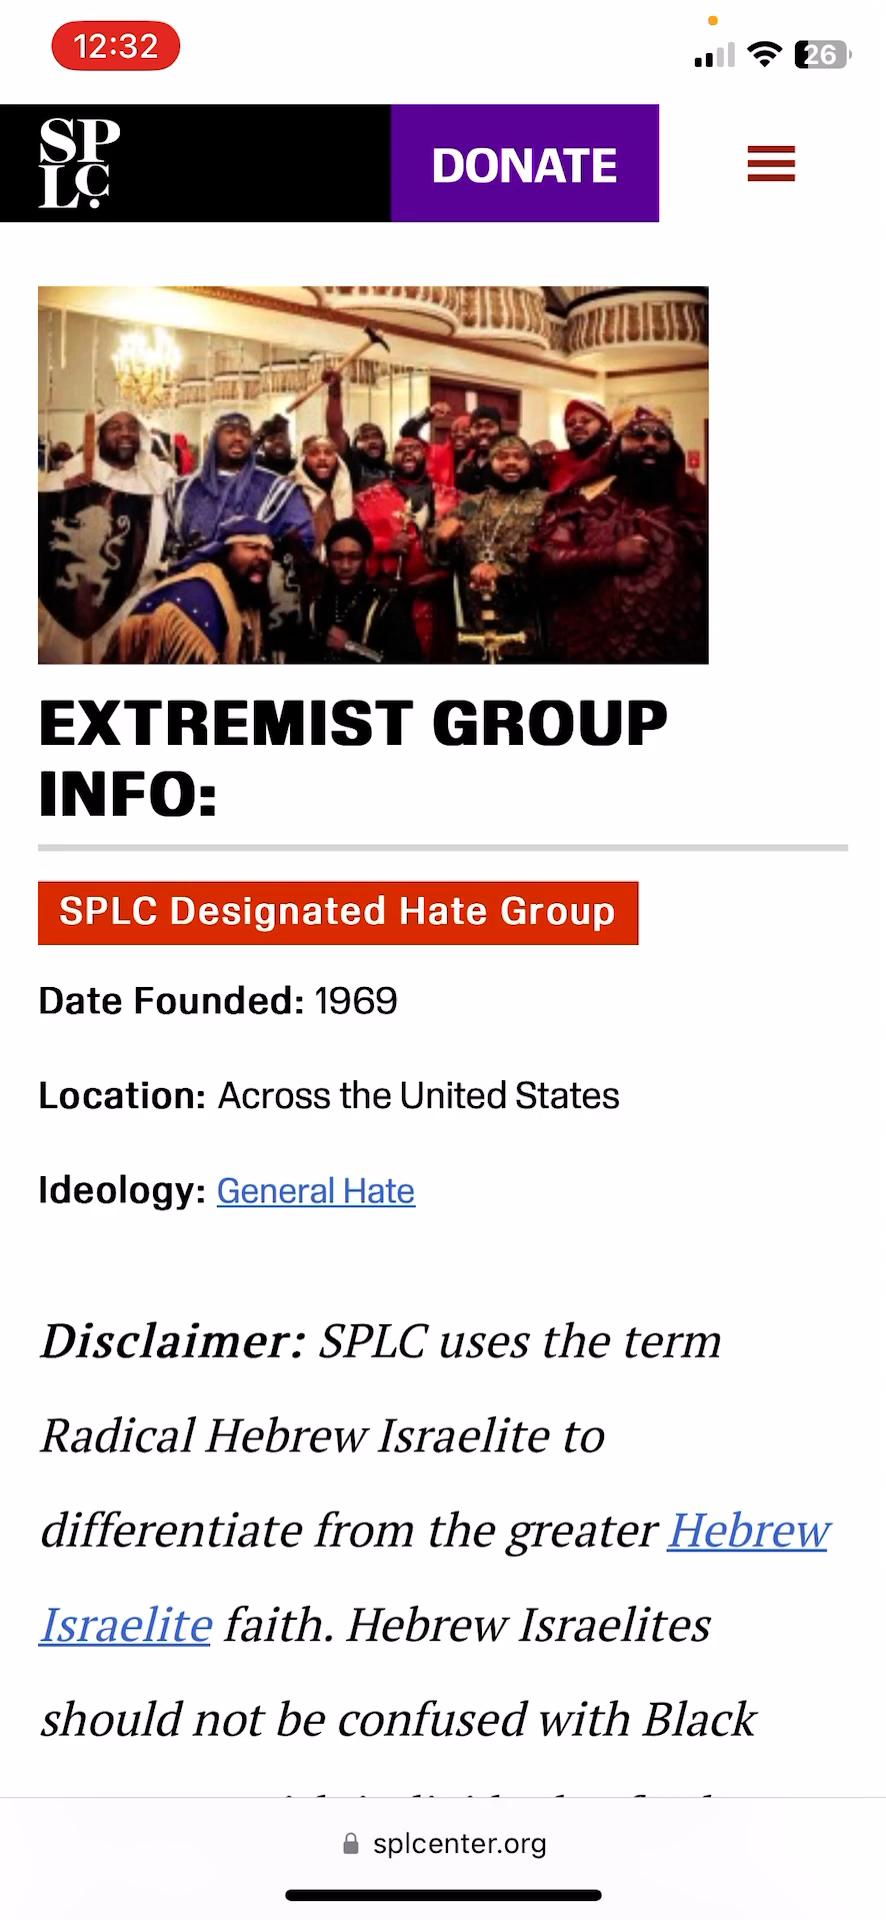 12:32
26
SP
LC.
DONATE
EXTREMIST GROUP
INFO:
SPLC Designated Hate Group
Date Founded: 1969
Location: Across the United States
Ideology: General Hate
Disclaimer: SPLC uses the term
Radical Hebrew Israelite to
differentiate from the greater Hebrew
Israelite faith. Hebrew Israelites
should not be confused with Black
splcenter.org